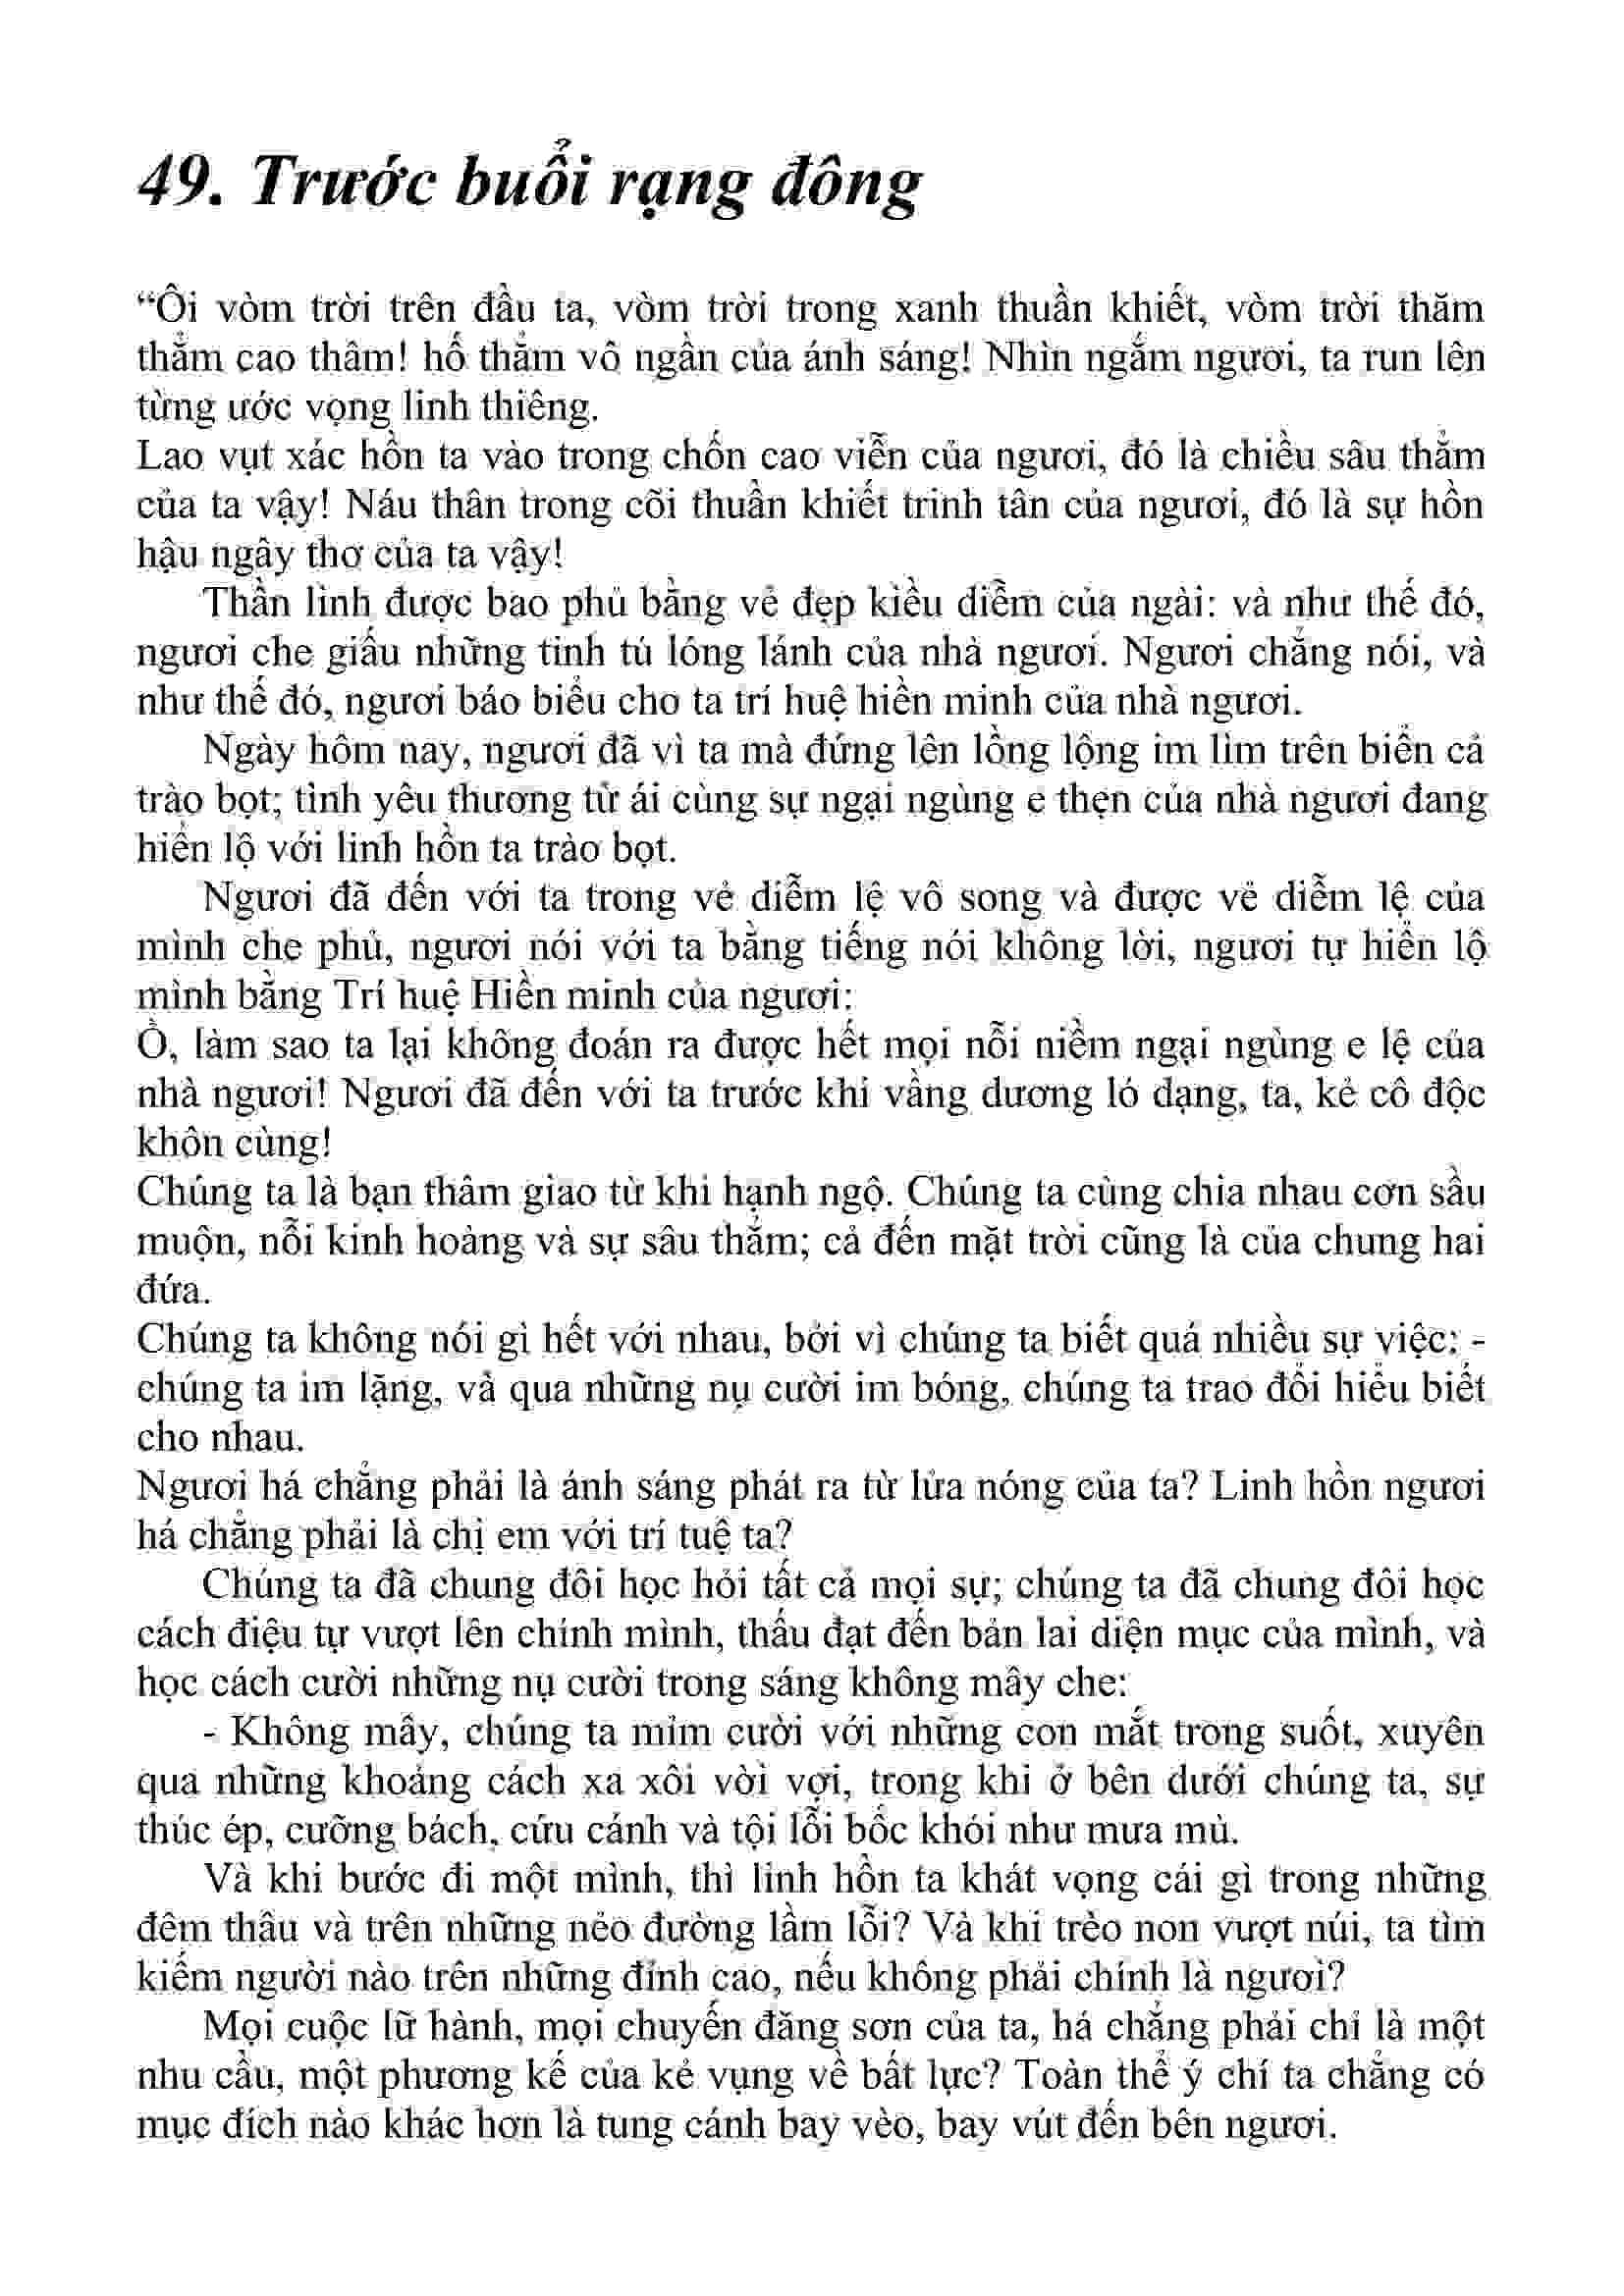 49. Trước buổi rạng đông
“Ôi vòm trời trên đầu ta, vòm trời trong xanh thuần khiết, vòm trời thăm
thẳm cao thâm! hố thẳm vô ngần của ánh sáng! Nhìn ngắm ngươi, ta run lên
từng ước vọng linh thiêng.
Lao vụt xác hồn ta vào trong chốn cao viễn của ngươi, đó là chiều sâu thẳm
của ta vậy! Náu thân trong cõi thuần khiết trinh tân của ngươi, đó là sự hồn
hậu ngây thơ của ta vậy!
Thần linh được bao phủ bằng vẻ đẹp kiều diễm của ngài: và như thế đó,
ngươi che giấu những tinh tú lóng lánh của nhà ngươi. Ngươi chẳng nói, và
như thế đó, ngươi báo biểu cho ta trí huệ hiền minh của nhà ngươi.
Ngày hôm nay, ngươi đã vì ta mà đứng lên lồng lộng im lìm trên biển cả
trào bọt; tình yêu thương từ ái cùng sự ngại ngùng e thẹn của nhà ngươi đang
hiển lộ với linh hồn ta trào bọt.
Ngươi đã đến với ta trong vẻ diễm lệ vô song và được vẻ diễm lệ của
mình che phủ, ngươi nói với ta bằng tiếng nói không lời, ngươi tự hiển lộ
mình bằng Trí huệ Hiền minh của ngươi:
Ồ, làm sao ta lại không đoán ra được hết mọi nỗi niềm ngại ngùng e lệ của
nhà ngươi! Ngươi đã đến với ta trước khi vầng dương ló dạng, ta, kẻ cô độc
khôn cùng!
Chúng ta là bạn thâm giao từ khi hạnh ngộ. Chúng ta cùng chia nhau cơn sầu
muộn, nỗi kinh hoàng và sự sâu thẳm; cả đến mặt trời cũng là của chung hai
đứa.
Chúng ta không nói gì hết với nhau, bởi vì chúng ta biết quá nhiều sự việc: -
chúng ta im lặng, và qua những nụ cười im bóng, chúng ta trao đổi hiểu biết
cho nhau.
Ngươi há chẳng phải là ánh sáng phát ra từ lửa nóng của ta? Linh hồn ngươi
há chẳng phải là chị em với trí tuệ ta?
Chúng ta đã chung đôi học hỏi tất cả mọi sự; chúng ta đã chung đôi học
cách điệu tự vượt lên chính mình, thấu đạt đến bản lai diện mục của mình, và
học cách cười những nụ cười trong sáng không mây che:
- Không mây, chúng ta mỉm cười với những con mắt trong suốt, xuyên
qua những khoảng cách xa xôi vời vợi, trong khi ở bên dưới chúng ta, sự
thúc ép, cưỡng bách, cứu cánh và tội lỗi bốc khói như mưa mù.
Và khi bước đi một mình, thì linh hồn ta khát vọng cái gì trong những
đêm thâu và trên những nẻo đường lầm lỗi? Và khi trèo non vượt núi, ta tìm
kiếm người nào trên những đỉnh cao, nếu không phải chính là ngươi?
Mọi cuộc lữ hành, mọi chuyến đăng sơn của ta, há chẳng phải chỉ là một
nhu cầu, một phương kế của kẻ vụng về bất lực? Toàn thể ý chí ta chẳng có
mục đích nào khác hơn là tung cánh bay vèo, bay vút đến bên ngươi.